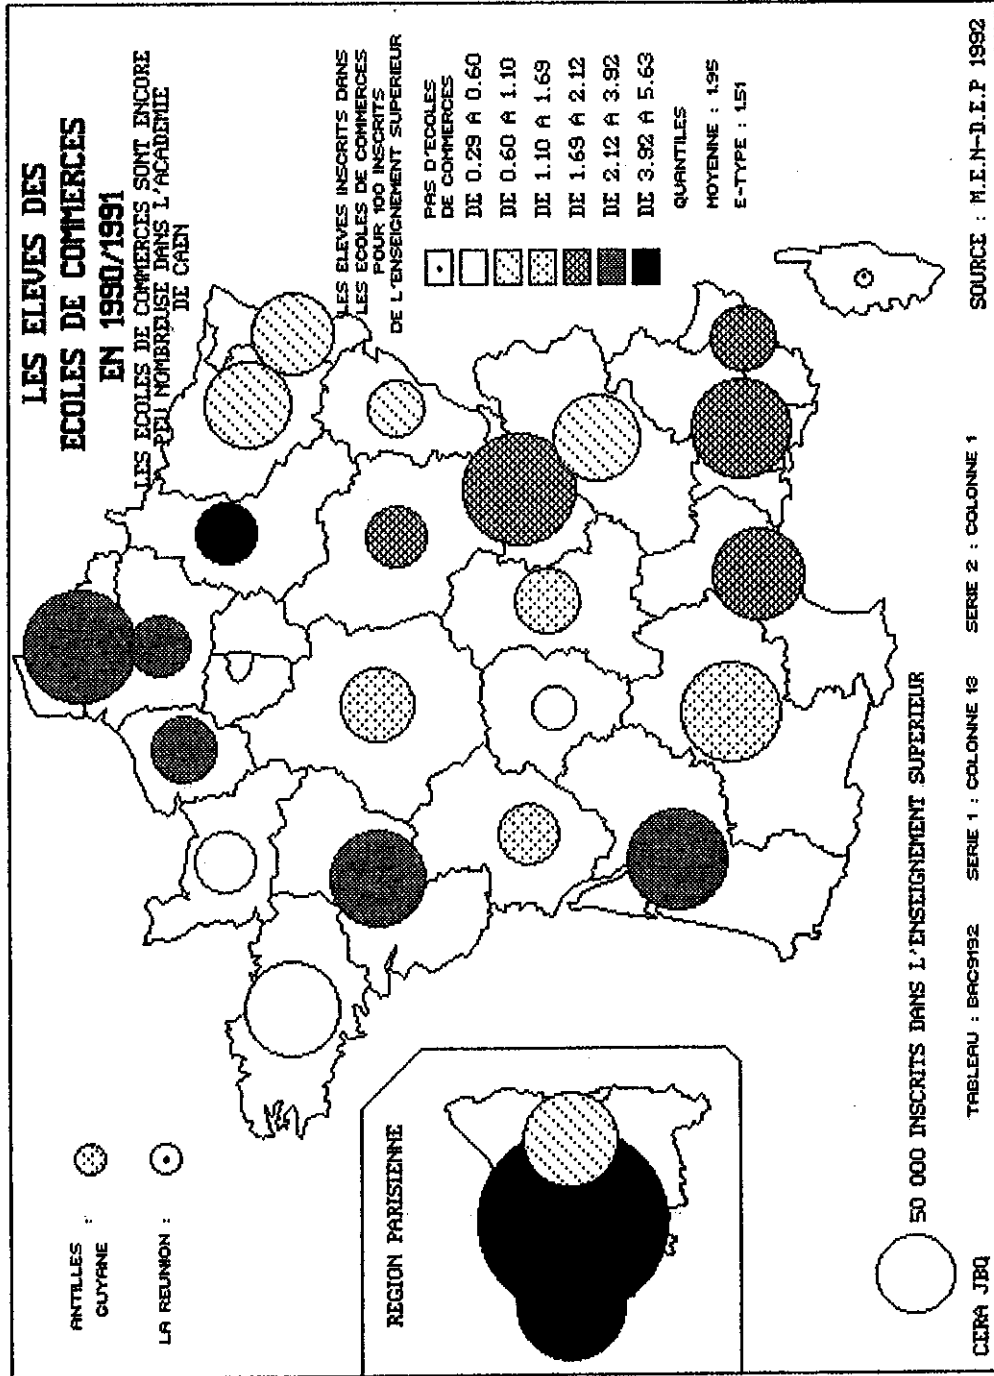 LES ELEVES DES
ECOLES DE COMMERCES
EN 1990/1991
LES ECOLES DE COMMERCES SONT ENCORE
PEU NOMBREUSE DANS L'ACADEMIE
DE CAEN
LES ELEVES INSCRITS DANS
LES ECOLES DE COMMERCES
POUR 100 INSCRITS
DE L'ENSEIGNEMENT SUPERIEUR
PAS D'ECOLES
DE COMMERCES
DE 0.29 A 0.60
DE 0.60 A 1.10
DE 1.10 A 1.69
DE 1.69 A 2.12
DE 2.12 A 3.92
DE 3.92 A 5.63
QUANTILES
MOYENNE : 1.95
E-TYPE : 1.51
ANTILLES :
GUYANE
LA REUNION :
REGION PARISIENNE
50 000 INSCRITS DANS L'ENSEIGNEMENT SUPERIEUR
CERA JBQ
TABLEAU : BAC9192
SERIE 1 : COLONNE 18
SERIE 2 : COLONNE 1
SOURCE : M.E.N-D.E.P 1992